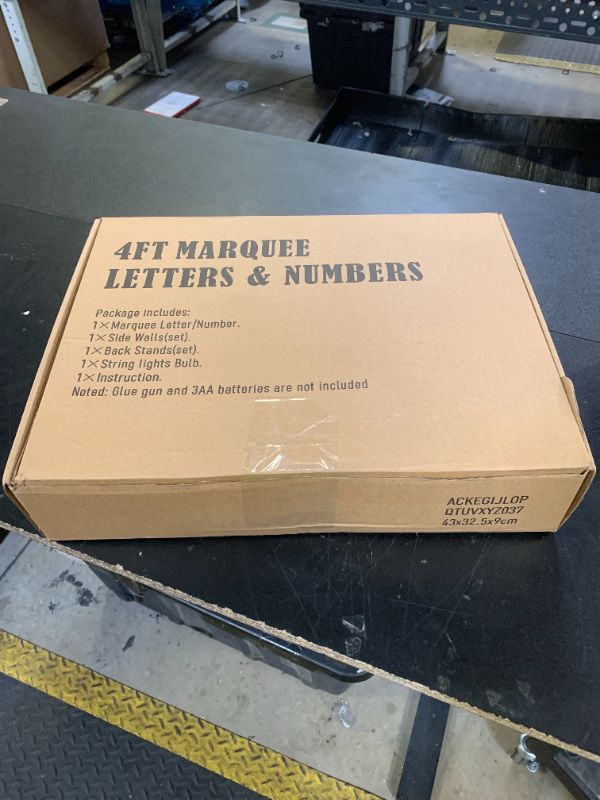 4FT MARQUEE
LETTERS & NUMBERS
Package includes:
1×Marquee Letter/Number.
1×Side Walls(set).
1×Back Stands(set).
1×String lights Bulb.
1×Instruction.
Noted: Glue gun and 3AA batteries are not included
ACKEGIJLOP
QTUVXYZ037
43x32.5x9cm